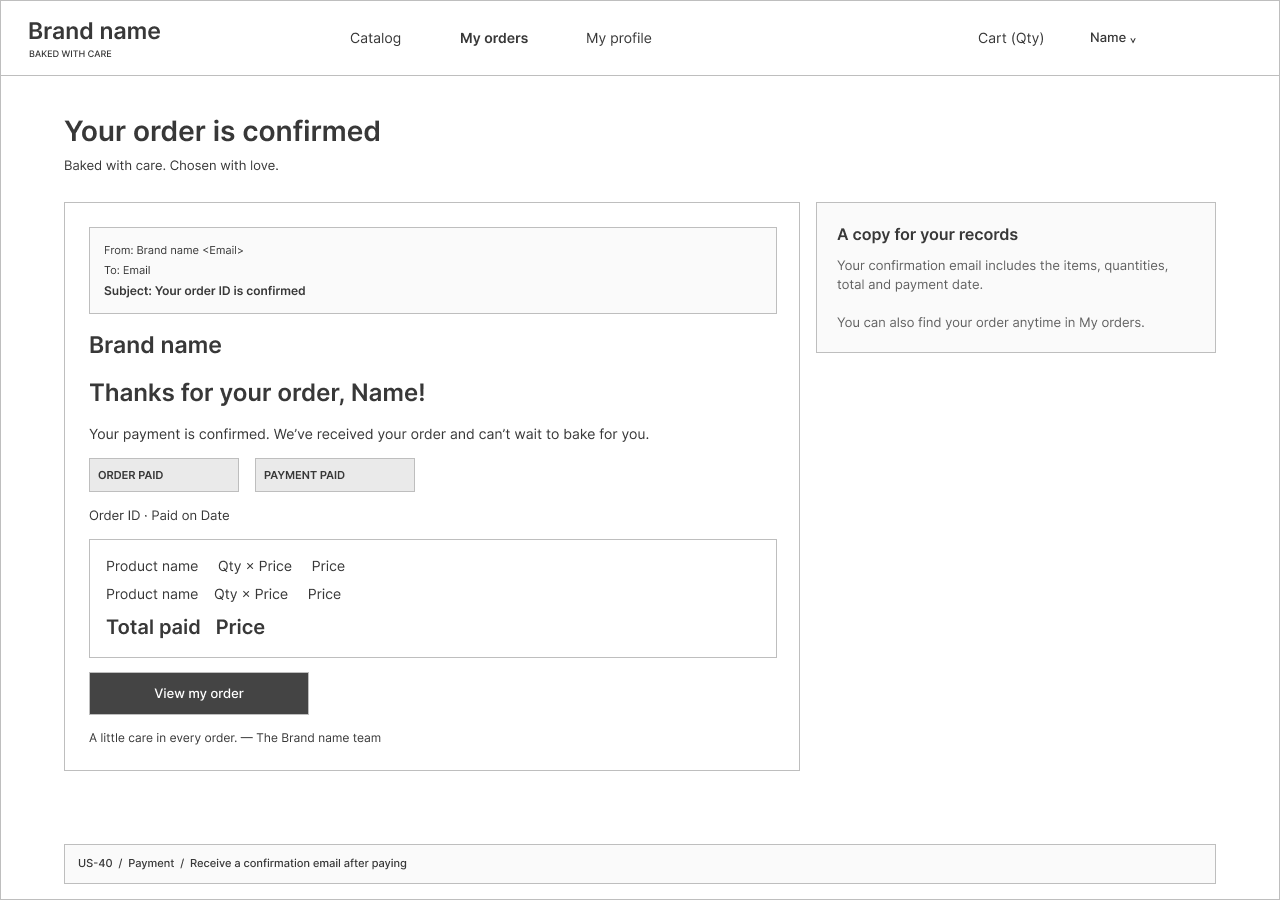 Brand name
BAKED WITH CARE
Catalog
My orders
My profile
Cart (Qty)
Name v
Your order is confirmed
Baked with care. Chosen with love.
From: Brand name <Email>
To: Email
Subject: Your order ID is confirmed
Brand name
Thanks for your order, Name!
Your payment is confirmed. We’ve received your order and can’t wait to bake for you.
ORDER PAID
PAYMENT PAID
Order ID · Paid on Date
Product name Qty × Price Price
Product name Qty × Price Price
Total paid Price
View my order
A little care in every order. — The Brand name team
A copy for your records
Your confirmation email includes the items, quantities,
total and payment date.
You can also find your order anytime in My orders.
US-40 / Payment / Receive a confirmation email after paying